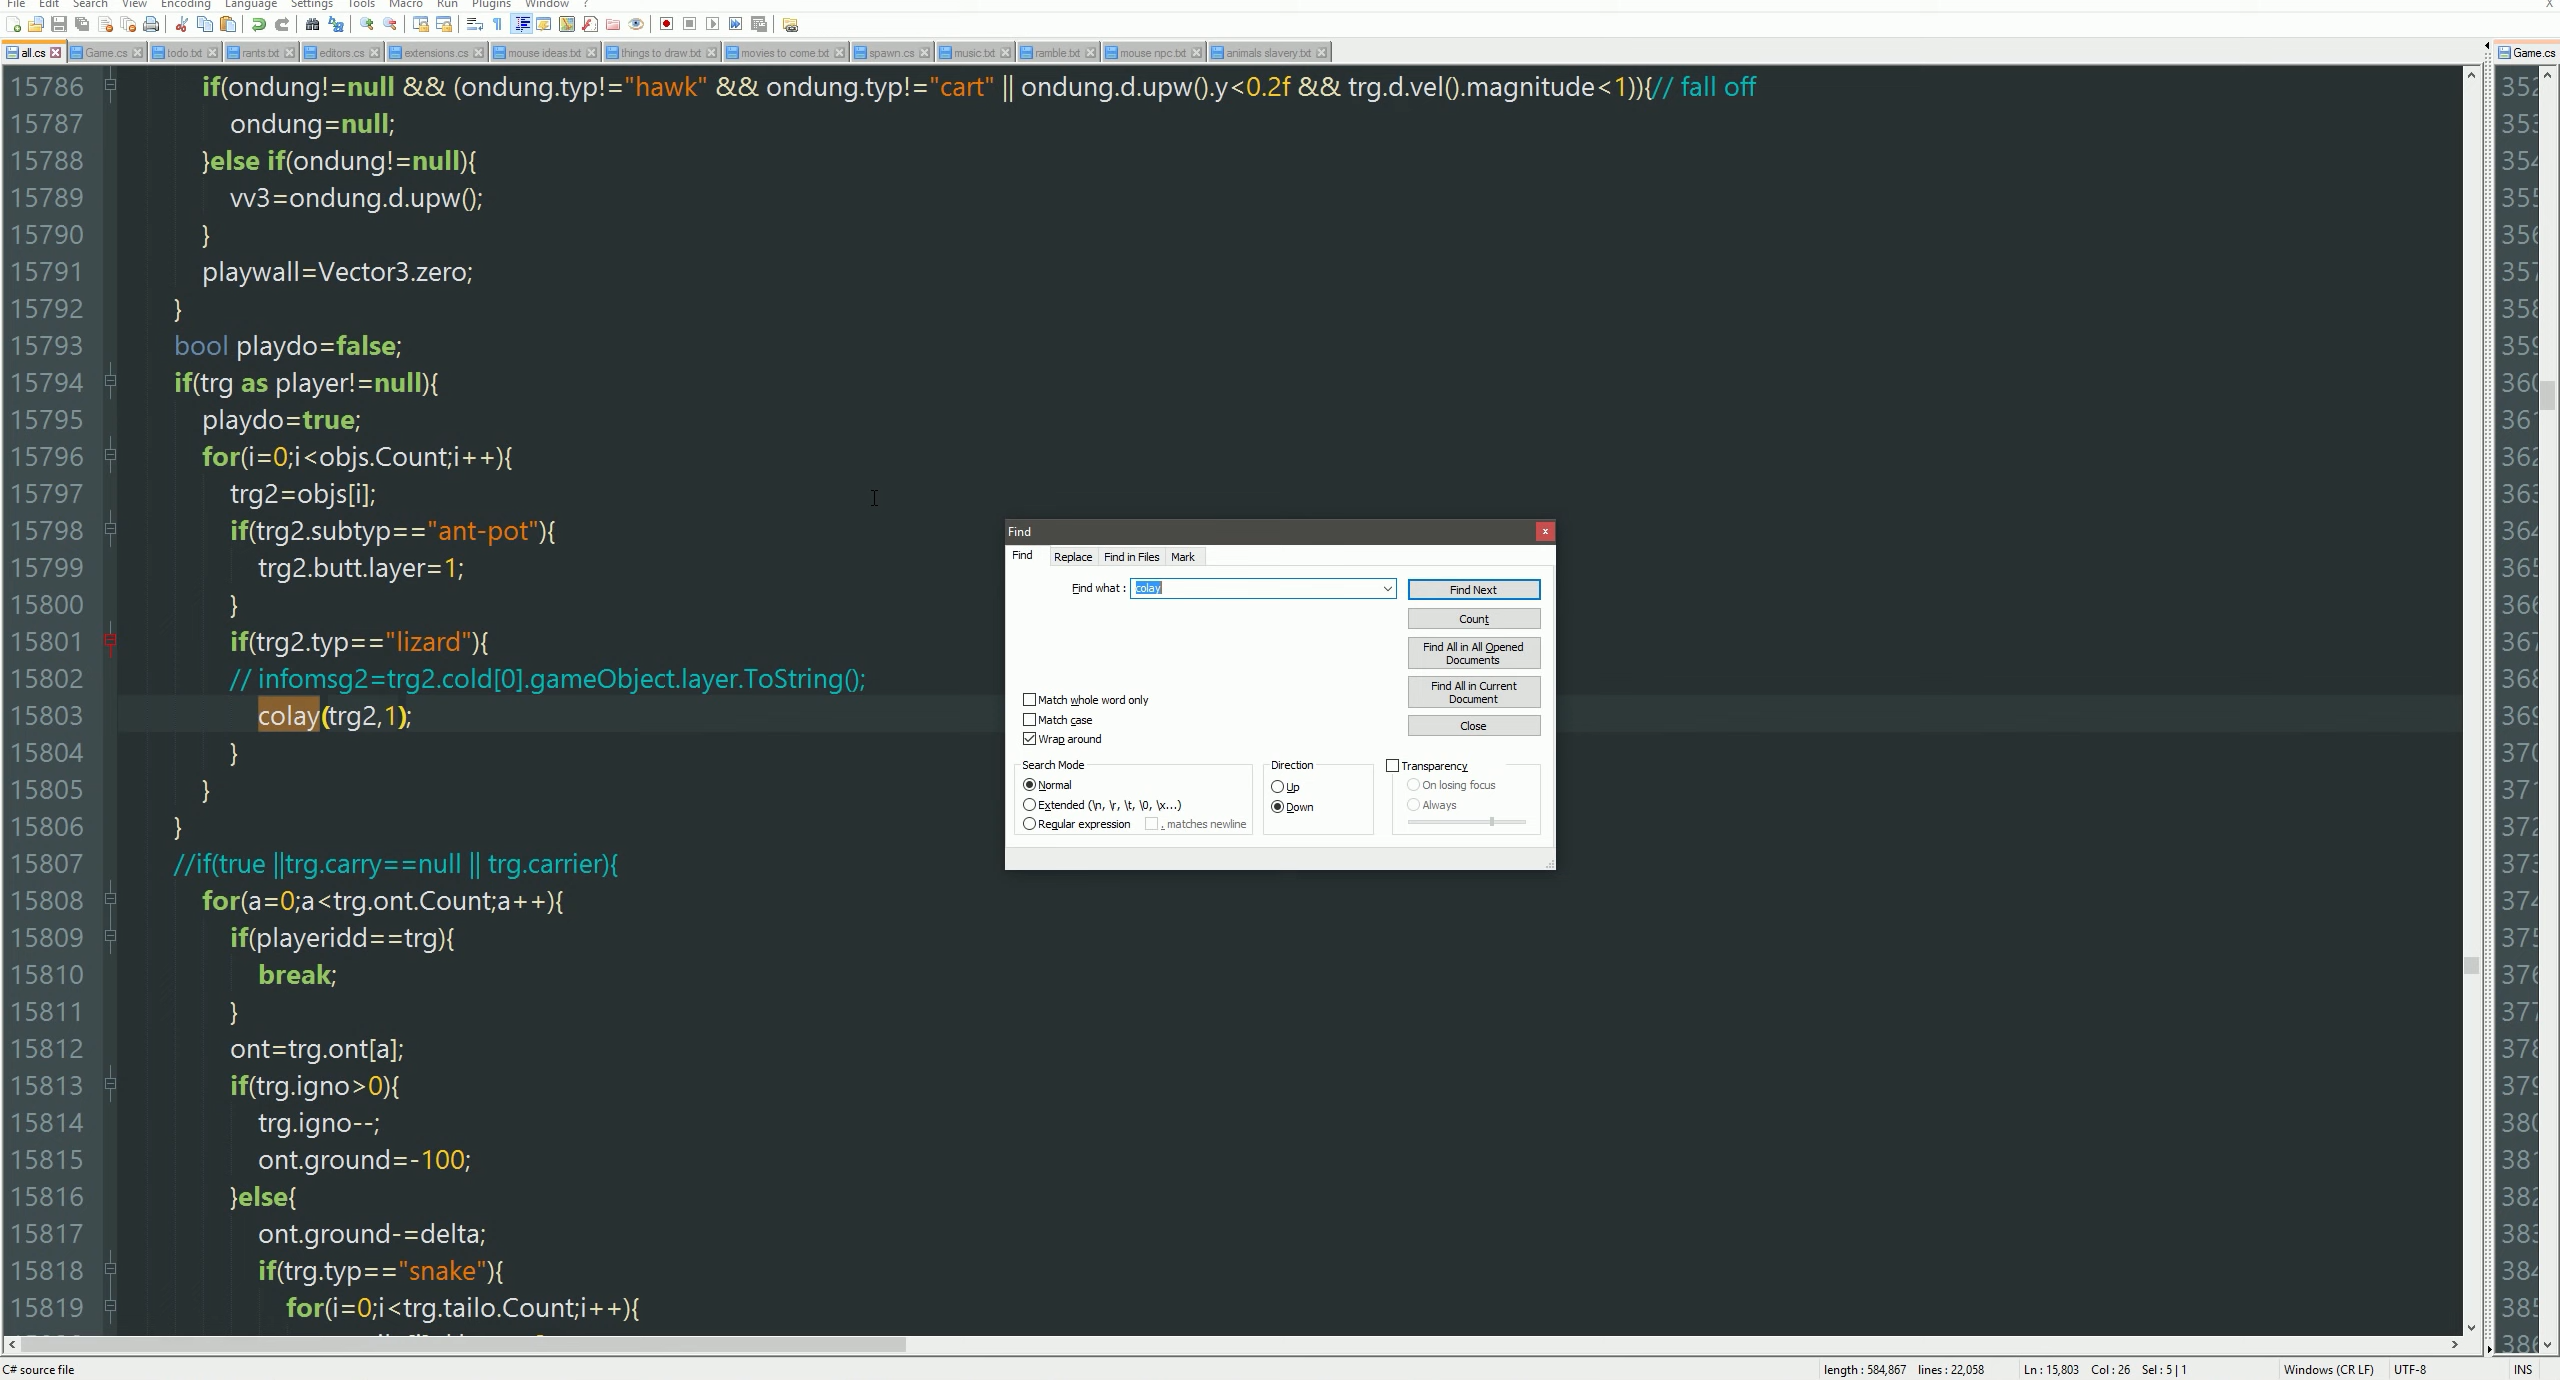 File Edit Search View Encoding Language Settings Tools Macro Run Plugins Window ? X
all.cs Game.cs todo.txt rants.txt editors.cs extensions.cs mouse ideas.txt things to draw.txt movies to come.txt spawn.cs music.txt ramble.txt mouse npc.txt animals slavery.txt Game.cs
15786 if(ondung!=null && (ondung.typ!="hawk" && ondung.typ!="cart" || ondung.d.upw().y<0.2f && trg.d.vel().magnitude<1)){// fall off
15787 ondung=null;
15788 }else if(ondung!=null){
15789 vv3=ondung.d.upw();
15790 }
15791 playwall=Vector3.zero;
15792 }
15793 bool playdo=false;
15794 if(trg as player!=null){
15795 playdo=true;
15796 for(i=0;i<objs.Count;i++){
15797 trg2=objs[i];
15798 if(trg2.subtyp=="ant-pot"){
15799 trg2.butt.layer=1;
15800 }
15801 if(trg2.typ=="lizard"){
15802 // infomsg2=trg2.cold[0].gameObject.layer.ToString();
15803 colay(trg2,1);
15804 }
15805 }
15806 }
15807 //if(true ||trg.carry==null || trg.carrier){
15808 for(a=0;a<trg.ont.Count;a++){
15809 if(playeridd==trg){
15810 break;
15811 }
15812 ont=trg.ont[a];
15813 if(trg.igno>0){
15814 trg.igno--;
15815 ont.ground=-100;
15816 }else{
15817 ont.ground-=delta;
15818 if(trg.typ=="snake"){
15819 for(i=0;i<trg.tailo.Count;i++){
Find x
Find Replace Find in Files Mark
Find what : colay Find Next
Count
Find All in All Opened
Documents
Find All in Current
Document
Close
Match whole word only
Match case
Wrap around
Search Mode Direction Transparency
Normal Up On losing focus
Extended (\n, \r, \t, \0, \x...) Down Always
Regular expression . matches newline
C# source file length : 584,867 lines : 22,058 Ln : 15,803 Col : 26 Sel : 5 | 1 Windows (CR LF) UTF-8 INS